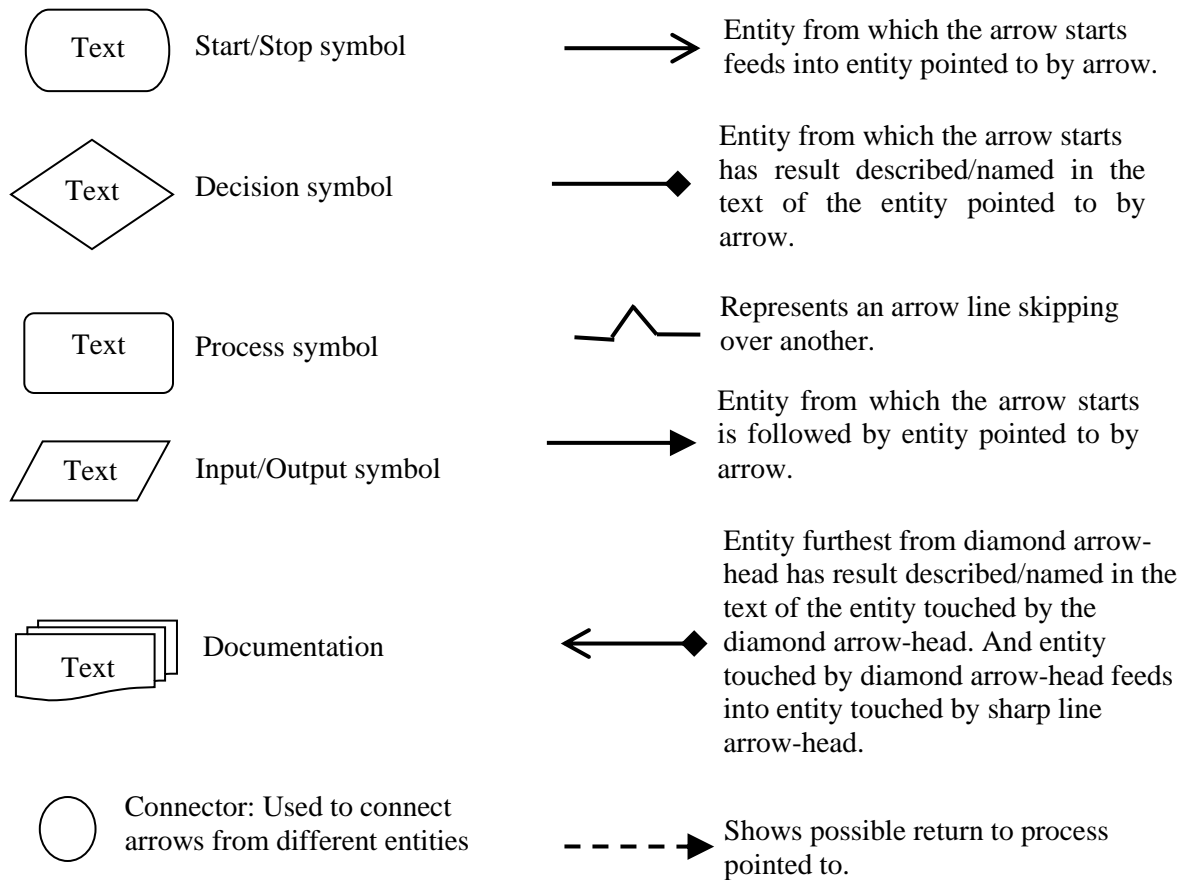 Text
Start/Stop symbol
Entity from which the arrow starts
feeds into entity pointed to by arrow.
Text
Decision symbol
Entity from which the arrow starts
has result described/named in the
text of the entity pointed to by
arrow.
Text
Process symbol
Represents an arrow line skipping
over another.
Text
Input/Output symbol
Entity from which the arrow starts
is followed by entity pointed to by
arrow.
Text
Documentation
Entity furthest from diamond arrow-
head has result described/named in the
text of the entity touched by the
diamond arrow-head. And entity
touched by diamond arrow-head feeds
into entity touched by sharp line
arrow-head.
Connector: Used to connect
arrows from different entities
Shows possible return to process
pointed to.